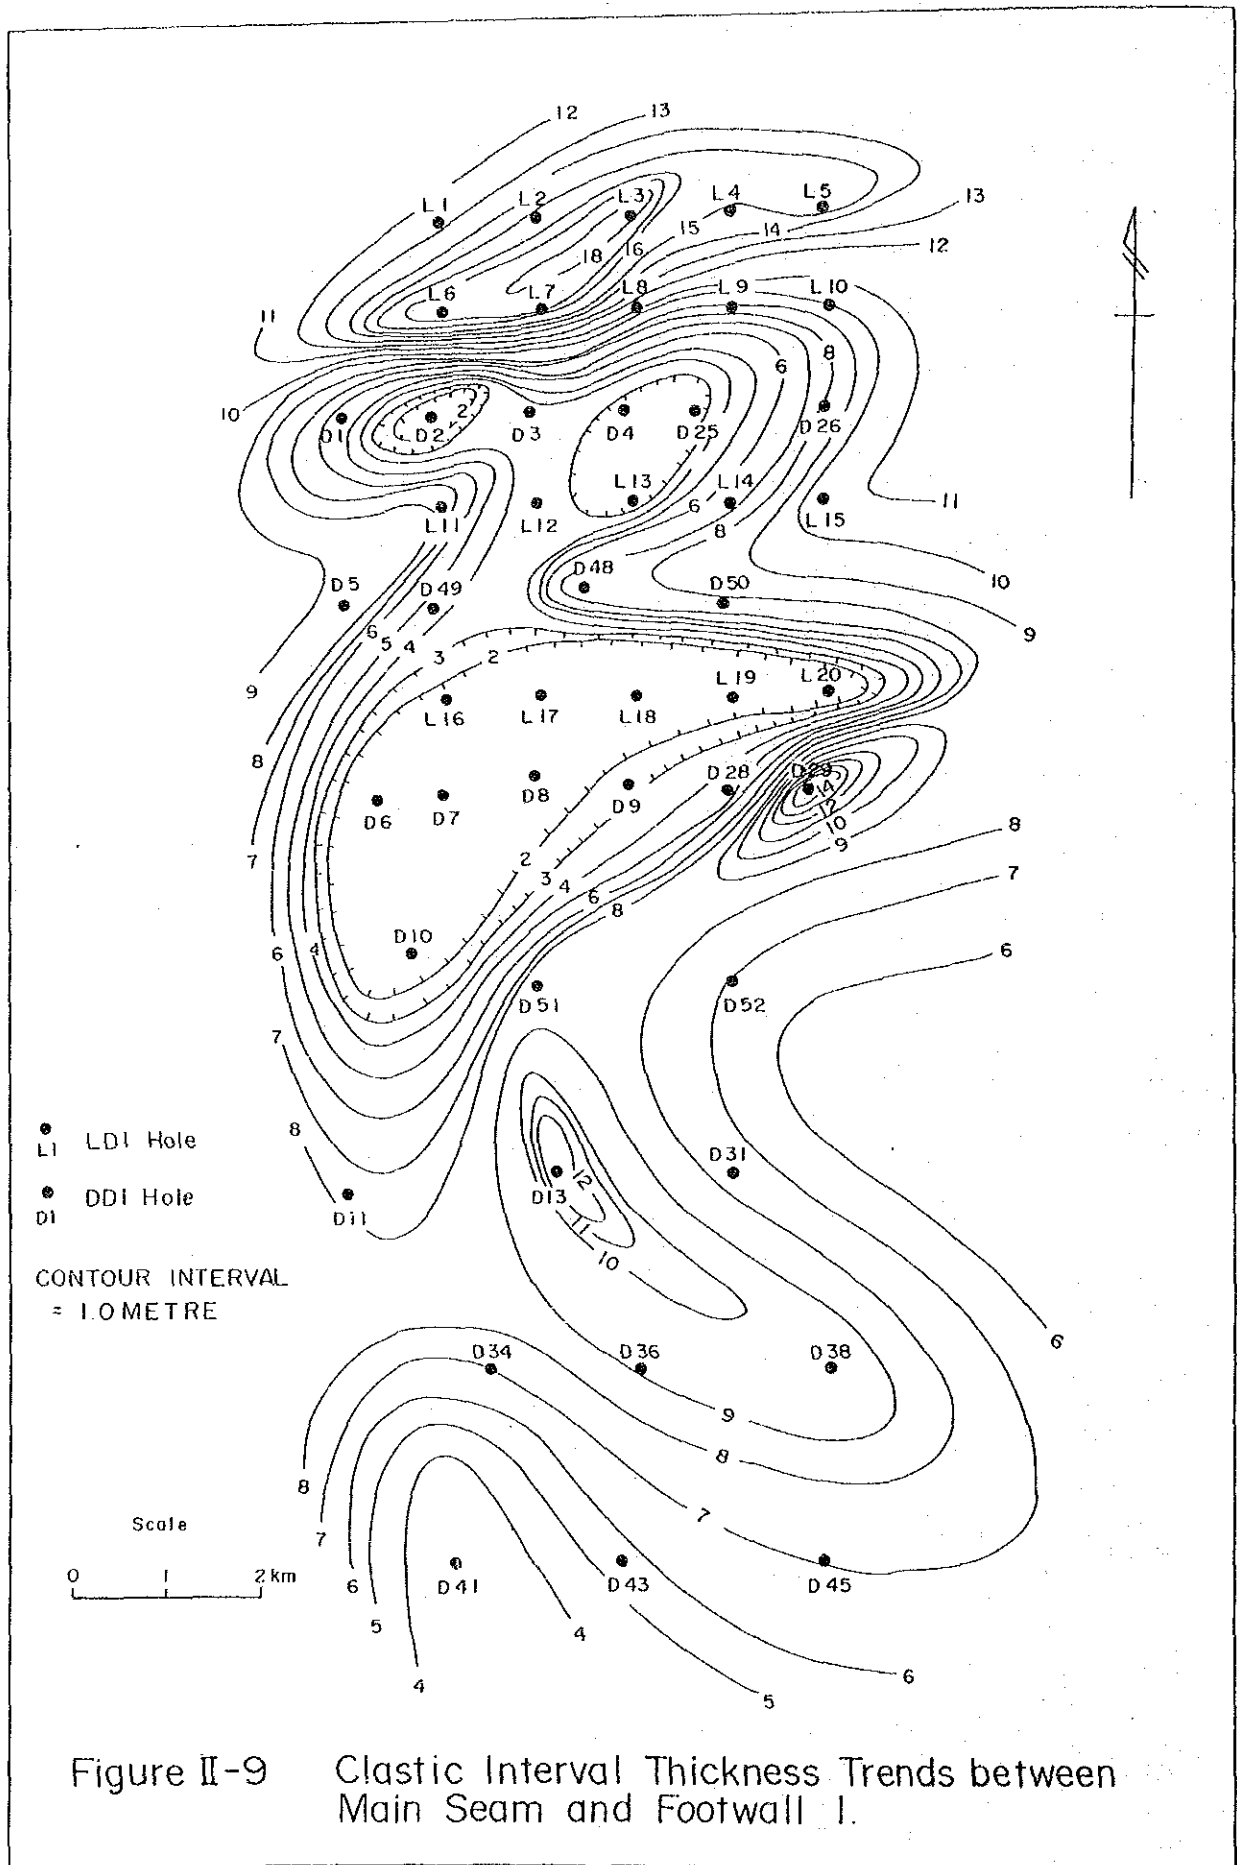 12
13
L1
L2
L3
L4
L5
13
15
14
12
18
16
L6
L7
L8
L9
L10
11
8
6
10
2
D1
D2
D3
D4
D25
D26
L13
L14
11
6
L11
L12
L15
8
D48
10
D5
D49
D50
6
5
4
9
3
2
9
L19
L20
L16
L17
L18
8
D28
D29
D8
14
D6
D7
D9
12
10
8
7
2
9
3
4
7
6
8
D10
6
4
6
D51
D52
7
8
D31
12
D13
D11
11
10
L1 LD1 Hole
D1 DD1 Hole
CONTOUR INTERVAL
= 1.0 METRE
6
D34
D36
D38
9
8
8
7
7
Scale
0 1 2 km
6
D41
D43
D45
5
4
4
6
5
Figure II-9 Clastic Interval Thickness Trends between
Main Seam and Footwall 1.